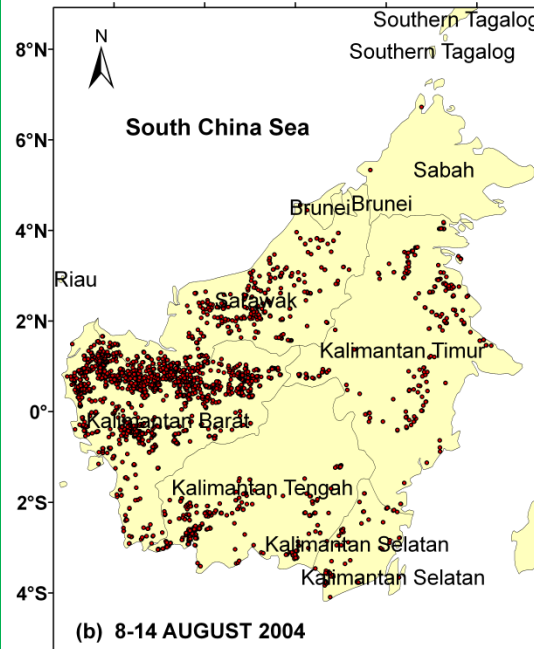 Southern Tagalog
8°N
Southern Tagalog
N
6°N
South China Sea
Sabah
Brunei
Brunei
4°N
Riau
Sarawak
2°N
Kalimantan Timur
0°
Kalimantan Barat
2°S
Kalimantan Tengah
Kalimantan Selatan
Kalimantan Selatan
4°S
(b) 8-14 AUGUST 2004